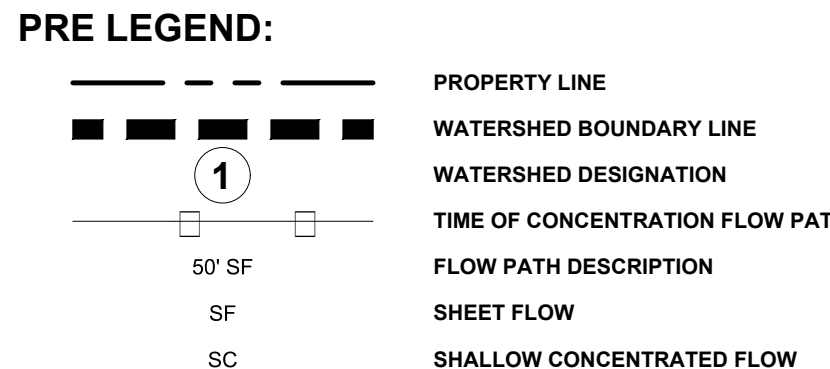 PRE LEGEND:
PROPERTY LINE
WATERSHED BOUNDARY LINE
1 WATERSHED DESIGNATION
TIME OF CONCENTRATION FLOW PAT
50' SF FLOW PATH DESCRIPTION
SF SHEET FLOW
SC SHALLOW CONCENTRATED FLOW